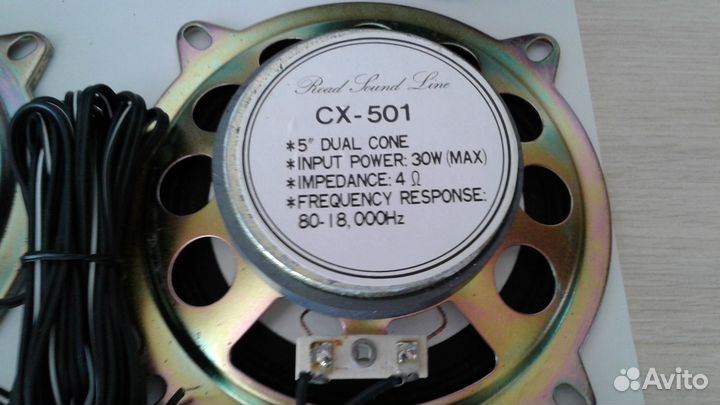 Road Sound Line
CX-501
*5" DUAL CONE
*INPUT POWER: 30W (MAX)
*IMPEDANCE: 4 Ω
*FREQUENCY RESPONSE:
80-18,000Hz
Avito